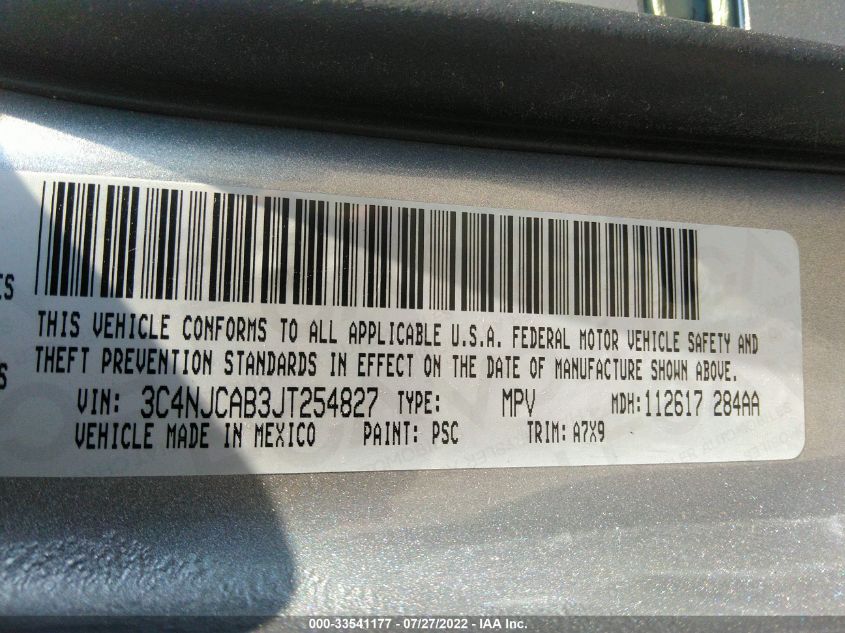 TS
S
THIS VEHICLE CONFORMS TO ALL APPLICABLE U.S.A. FEDERAL MOTOR VEHICLE SAFETY AND
THEFT PREVENTION STANDARDS IN EFFECT ON THE DATE OF MANUFACTURE SHOWN ABOVE.
VIN: 3C4NJCAB3JT254827 TYPE: MPV MDH:112617 284AA
VEHICLE MADE IN MEXICO PAINT: PSC TRIM: A7X9
000-33541177 - 07/27/2022 - IAA Inc.